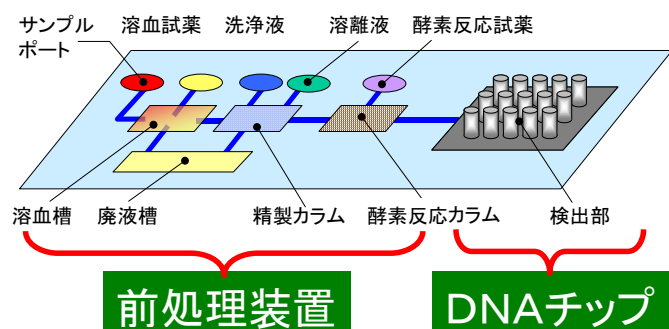 サンプル
ポート
溶血試薬
洗浄液
溶離液
酵素反応試薬
溶血槽
廃液槽
精製カラム
酵素反応カラム
検出部
前処理装置
DNAチップ